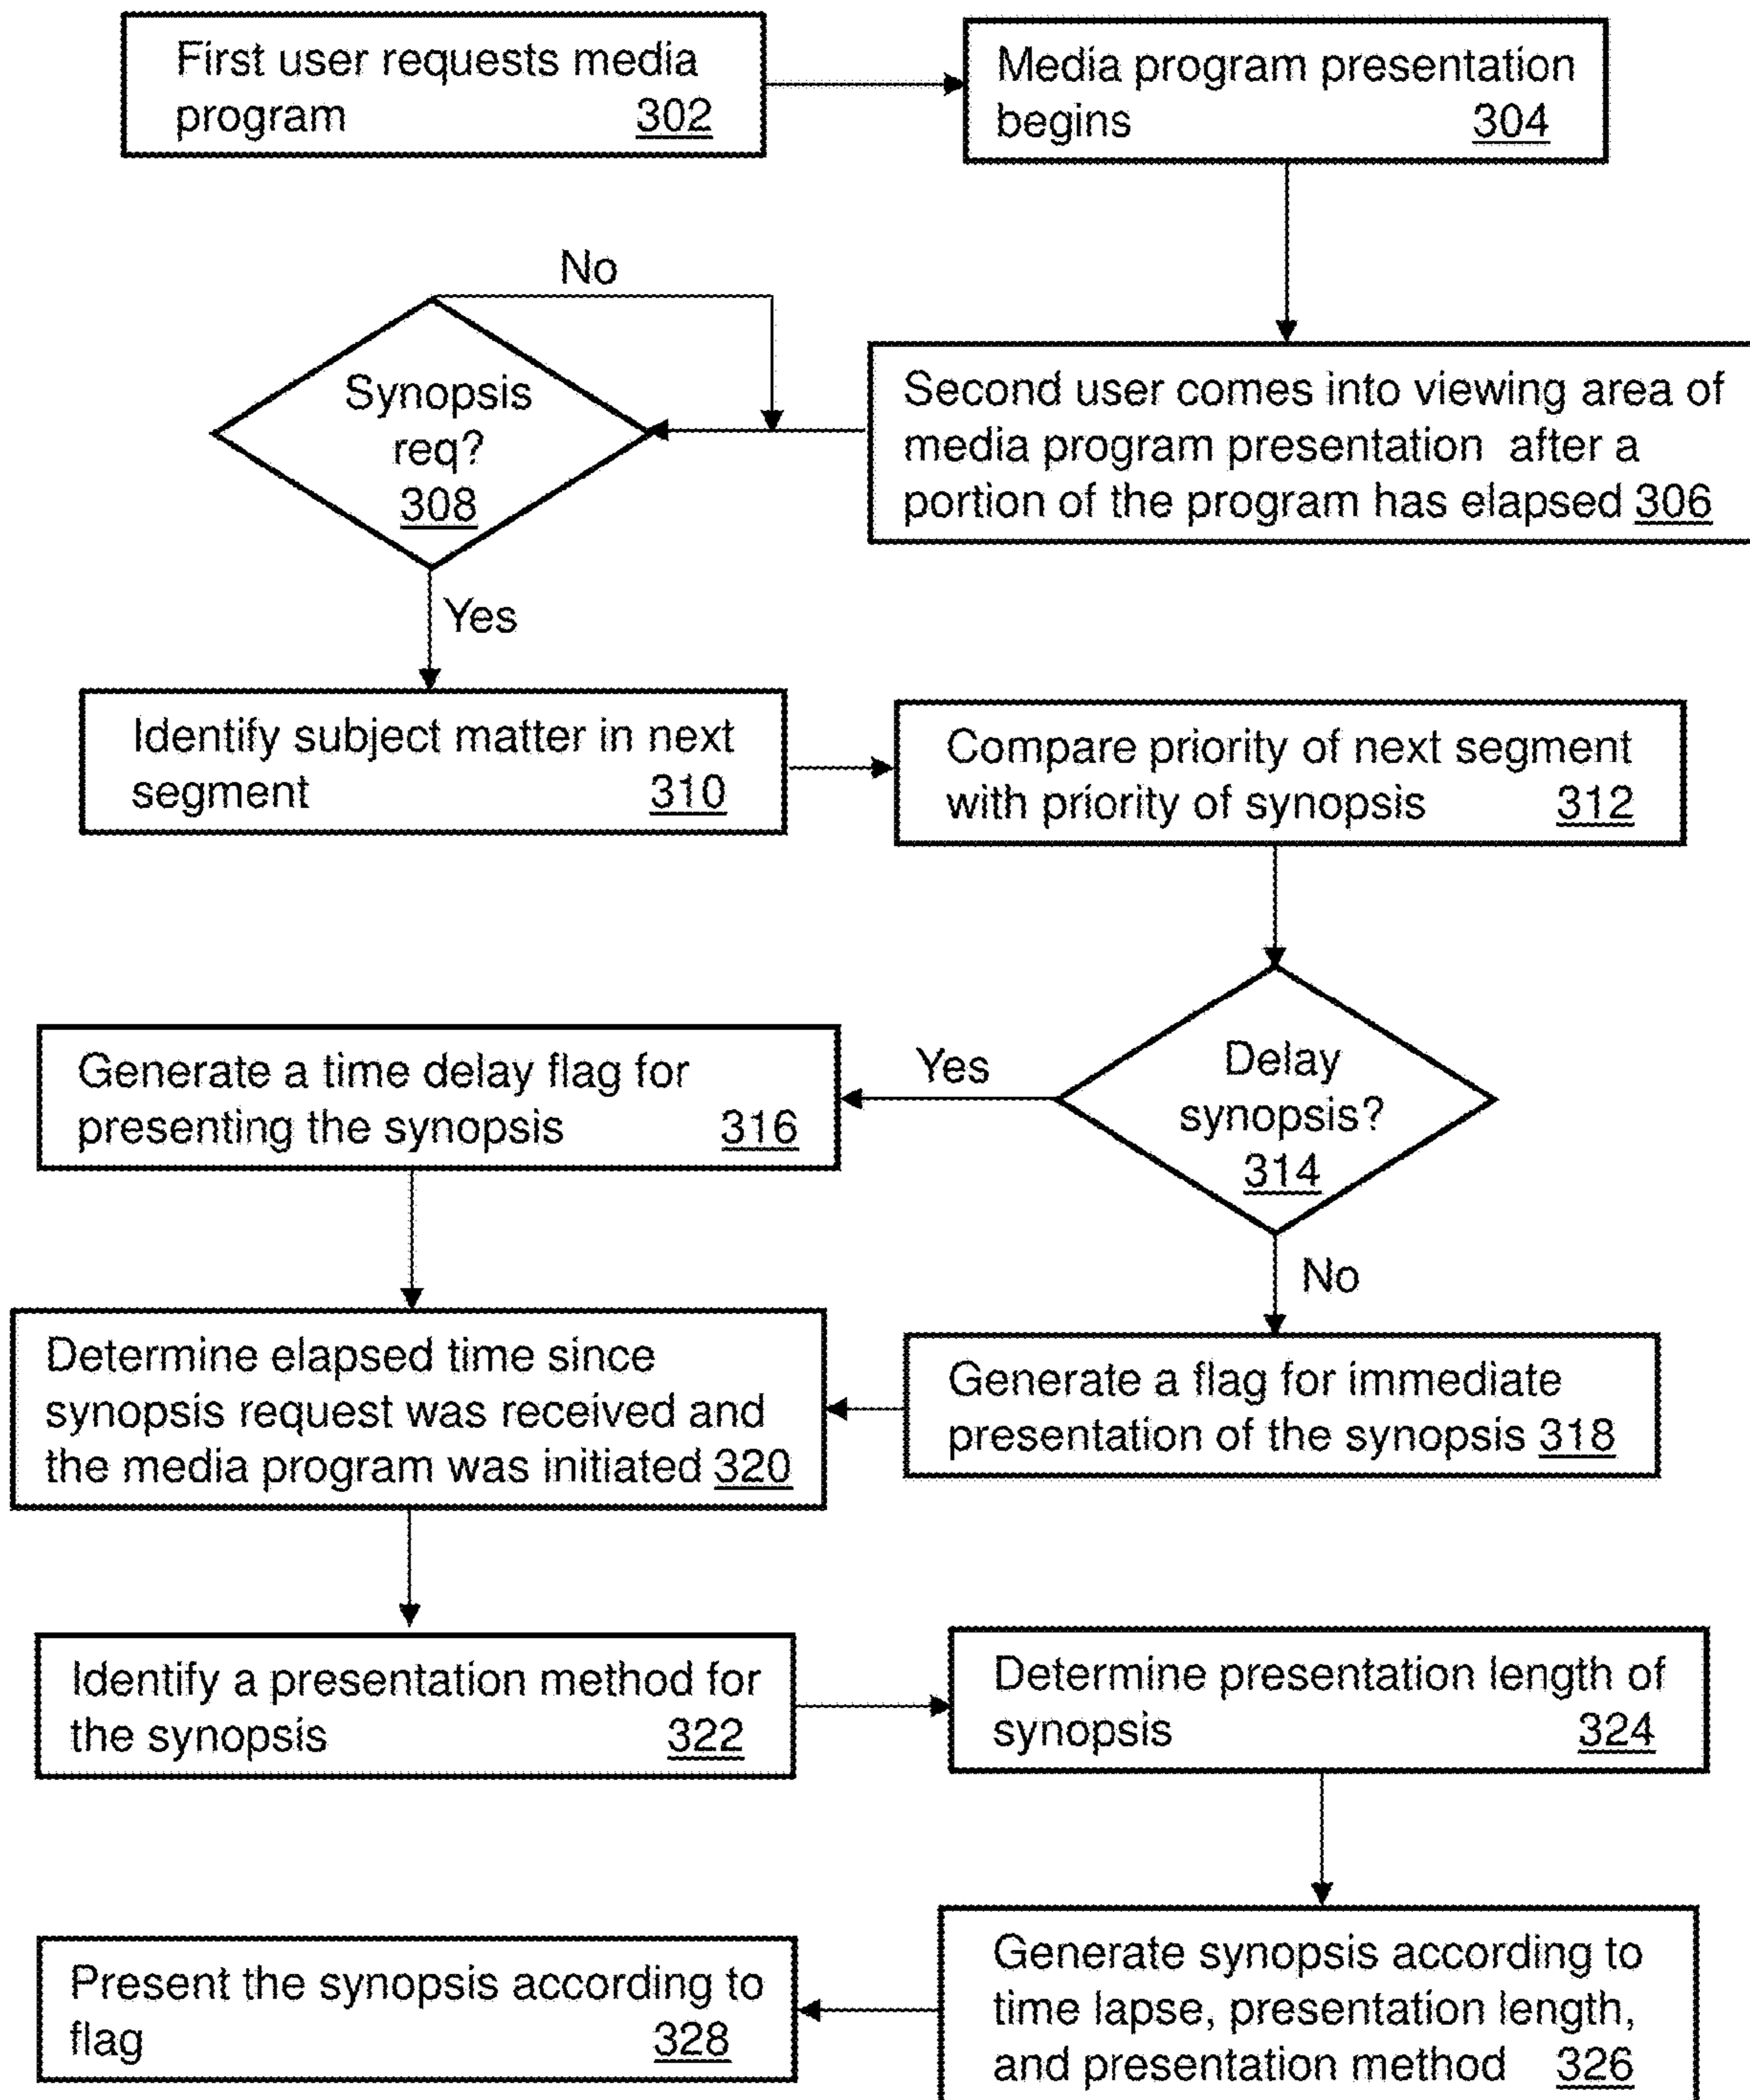 First user requests media
program 302
Media program presentation
begins 304
No
Synopsis
req?
308
Second user comes into viewing area of
media program presentation after a
portion of the program has elapsed 306
Yes
Identify subject matter in next
segment 310
Compare priority of next segment
with priority of synopsis 312
Delay
synopsis?
314
Yes
Generate a time delay flag for
presenting the synopsis 316
No
Generate a flag for immediate
presentation of the synopsis 318
Determine elapsed time since
synopsis request was received and
the media program was initiated 320
Identify a presentation method for
the synopsis 322
Determine presentation length of
synopsis 324
Generate synopsis according to
time lapse, presentation length,
and presentation method 326
Present the synopsis according to
flag 328